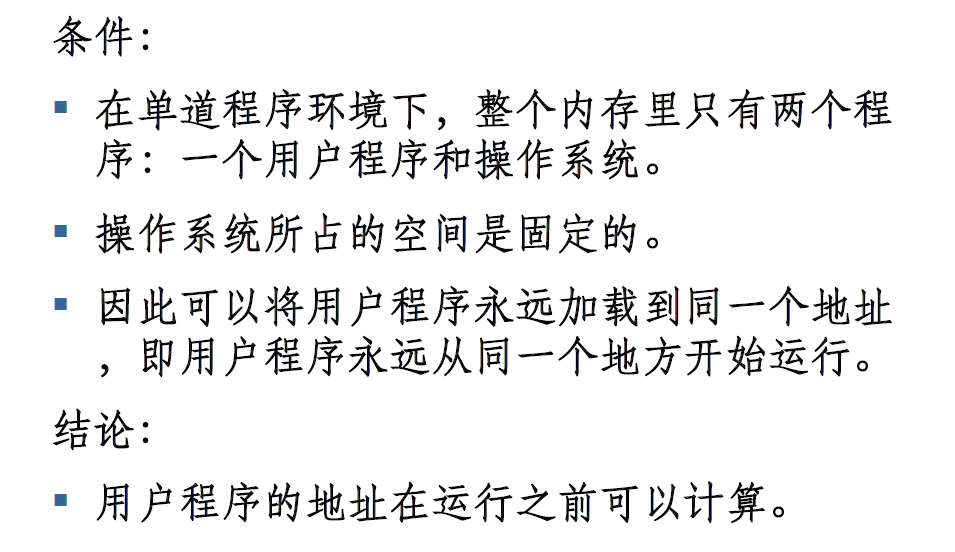 条件：
▪ 在单道程序环境下，整个内存里只有两个程
序：一个用户程序和操作系统。
▪ 操作系统所占的空间是固定的。
▪ 因此可以将用户程序永远加载到同一个地址
，即用户程序永远从同一个地方开始运行。
结论：
▪ 用户程序的地址在运行之前可以计算。